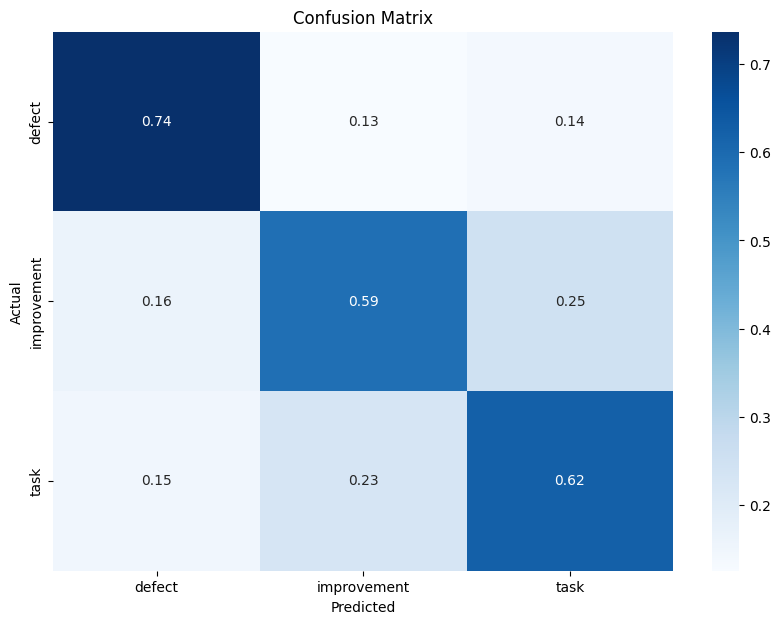 Confusion Matrix
Actual
defect
0.74 0.13 0.14
improvement
0.16 0.59 0.25
task
0.15 0.23 0.62
defect improvement task
Predicted
0.7
0.6
0.5
0.4
0.3
0.2